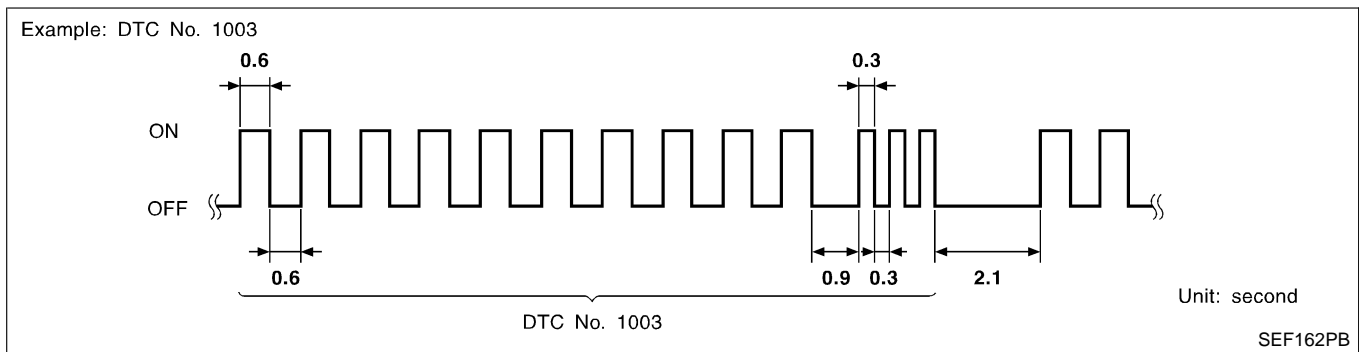 Example: DTC No. 1003
0.6
0.3
ON
OFF
0.6
0.9
0.3
2.1
Unit: second
DTC No. 1003
SEF162PB